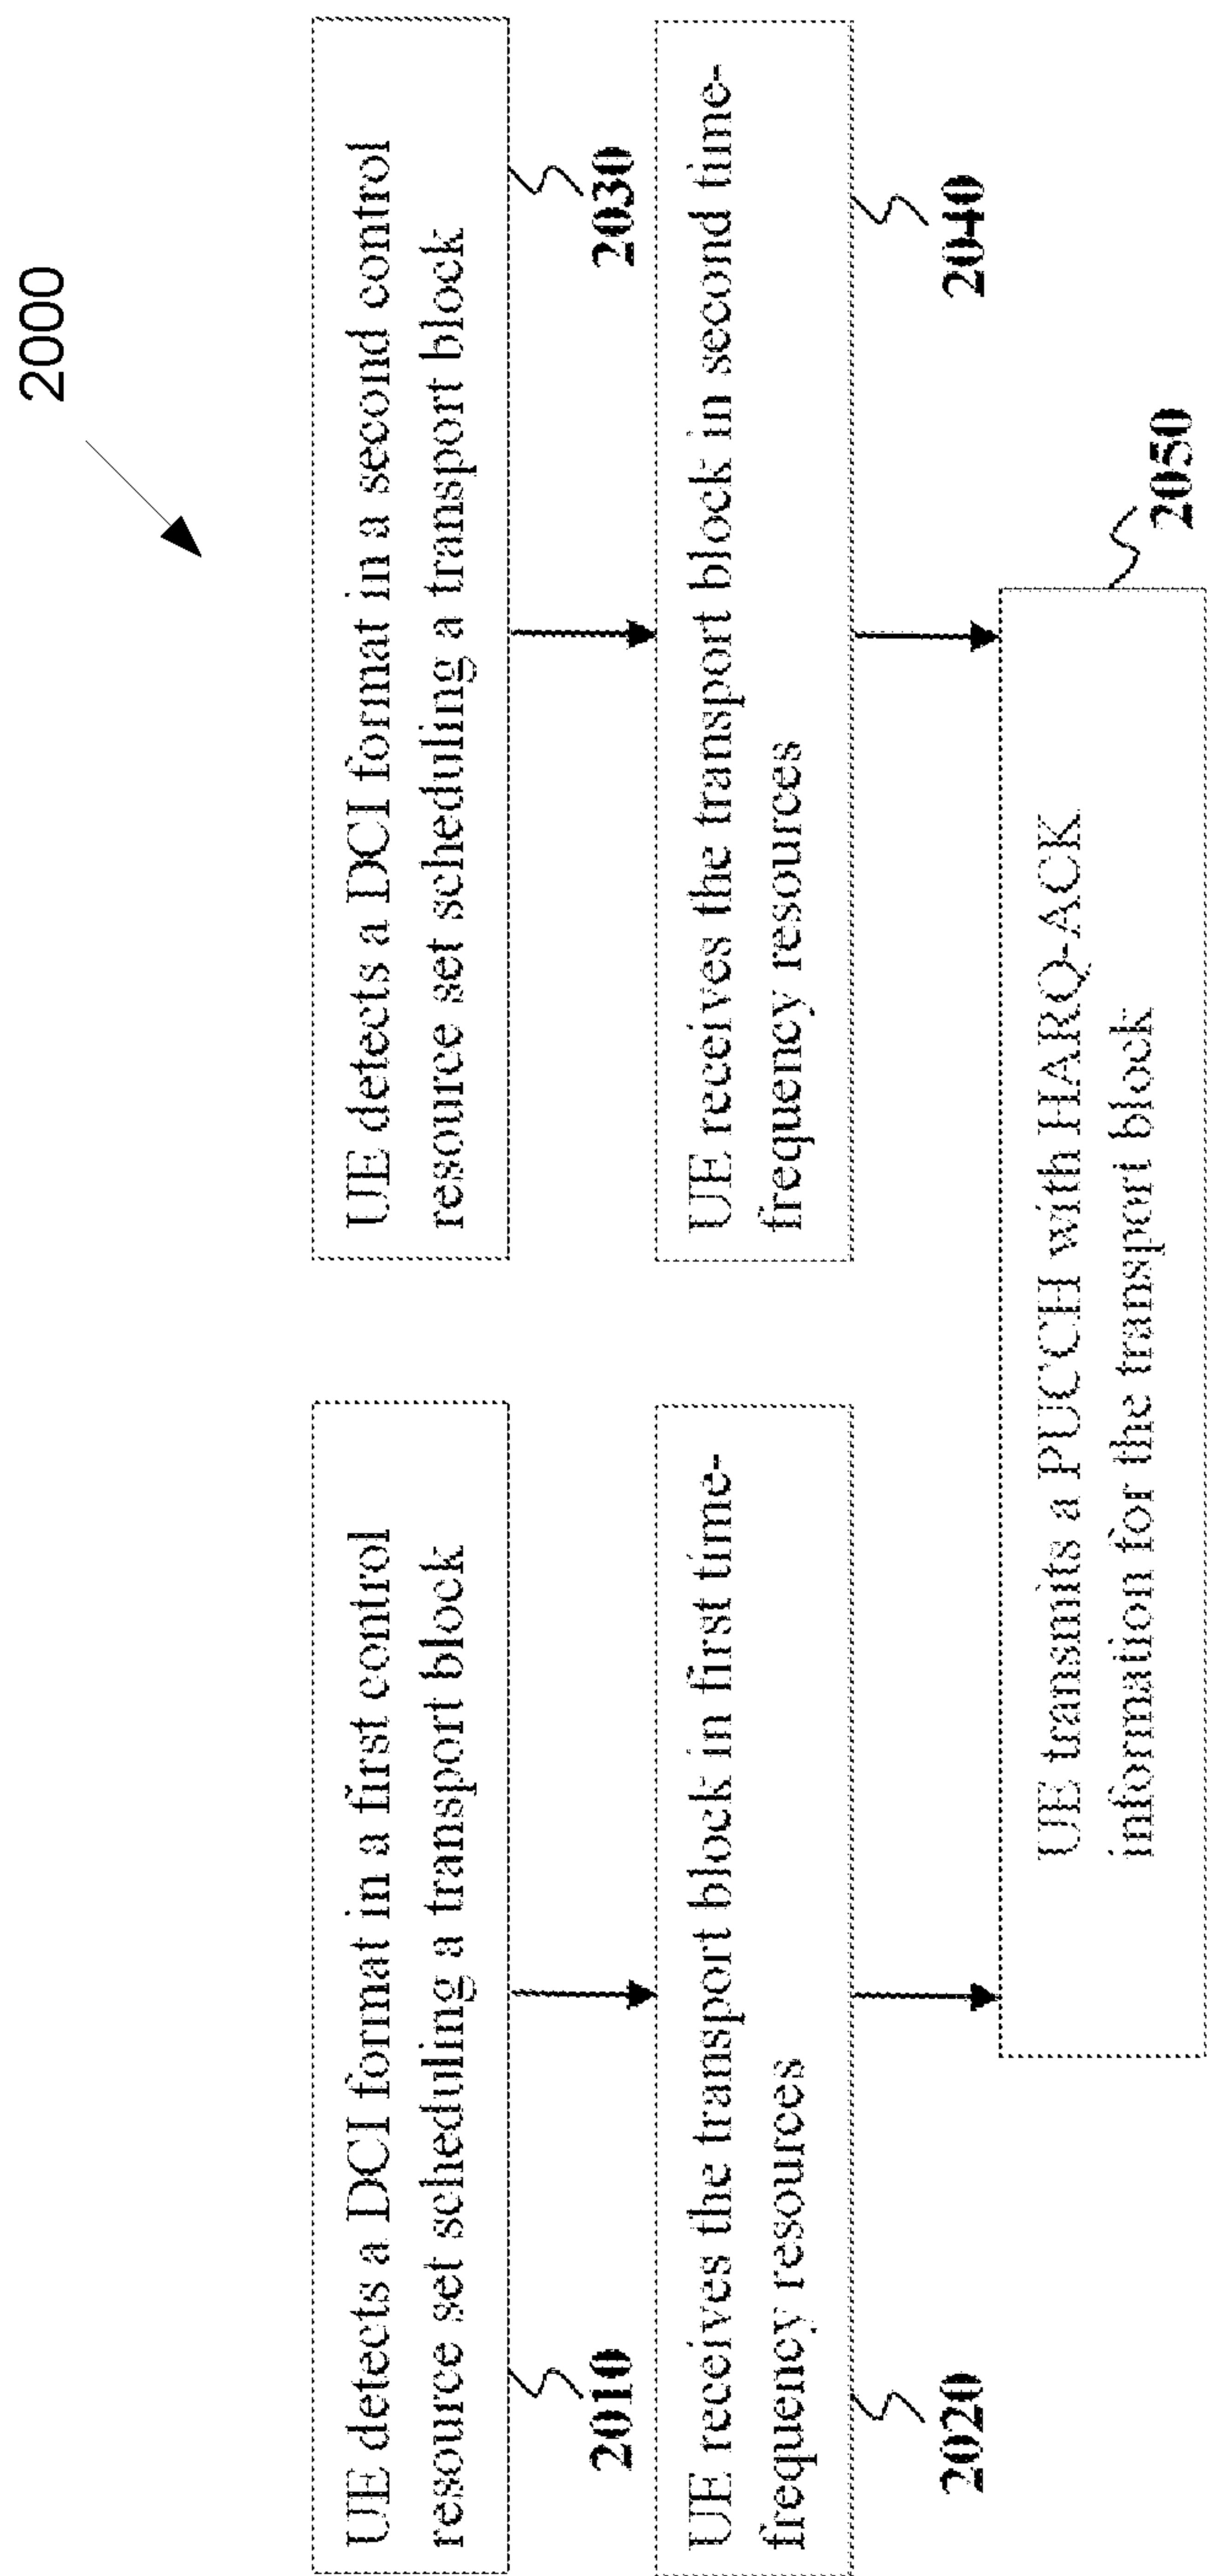 2000
UE detects a DCI format in a first control
resource set scheduling a transport block
2010
UE detects a DCI format in a second control
resource set scheduling a transport block
2030
UE receives the transport block in first time-
frequency resources
2020
UE receives the transport block in second time-
frequency resources
2040
UE transmits a PUCCH with HARQ-ACK
information for the transport block
2050